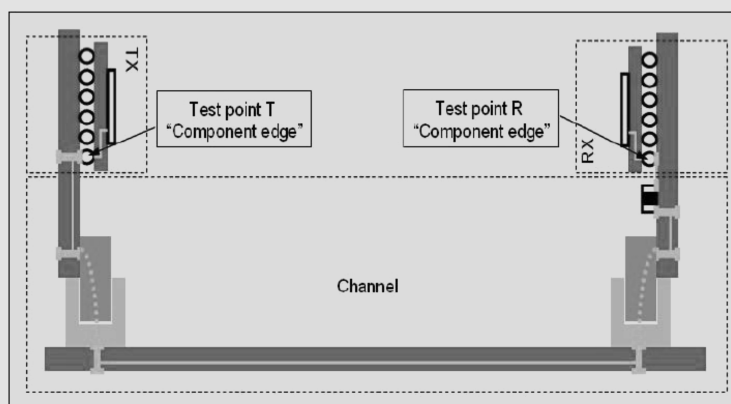 TX
Test point T
“Component edge”
Test point R
“Component edge”
RX
Channel